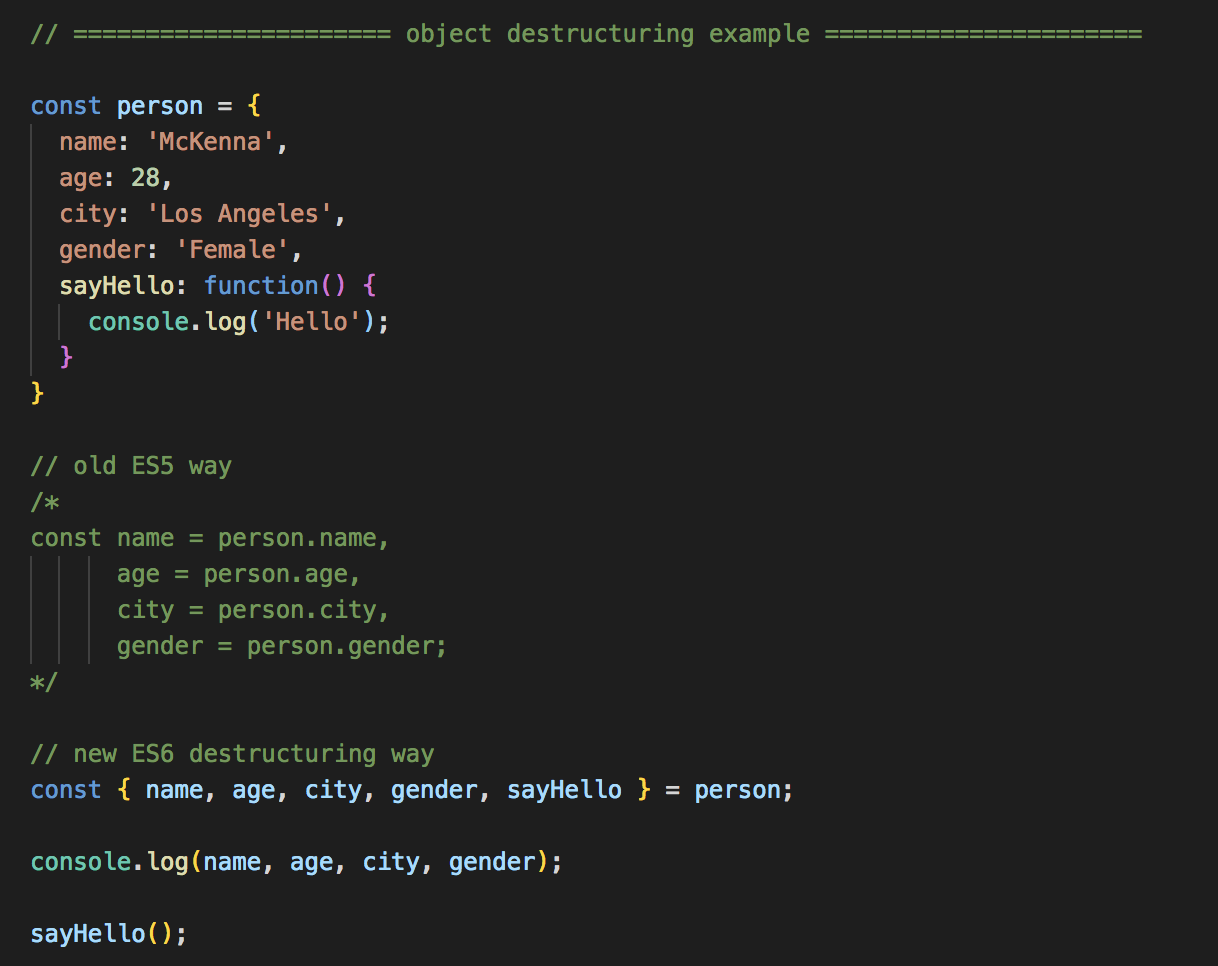 // ====================== object destructuring example ======================
const person = {
name: 'McKenna',
age: 28,
city: 'Los Angeles',
gender: 'Female',
sayHello: function() {
console.log('Hello');
}
}
// old ES5 way
/*
const name = person.name,
age = person.age,
city = person.city,
gender = person.gender;
*/
// new ES6 destructuring way
const { name, age, city, gender, sayHello } = person;
console.log(name, age, city, gender);
sayHello();